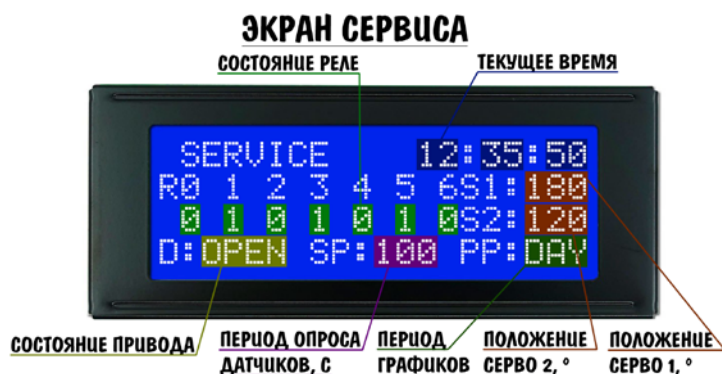 ЭКРАН СЕРВИСА
СОСТОЯНИЕ РЕЛЕ
ТЕКУЩЕЕ ВРЕМЯ
SERVICE 12:35:50
R0 1 2 3 4 5 6S1:180
0 1 0 1 0 1 0S2:120
D:OPEN SP:100 PP:DAY
СОСТОЯНИЕ ПРИВОДА
ПЕРИОД ОПРОСА
ДАТЧИКОВ, С
ПЕРИОД
ГРАФИКОВ
ПОЛОЖЕНИЕ
СЕРВО 2, °
ПОЛОЖЕНИЕ
СЕРВО 1, °